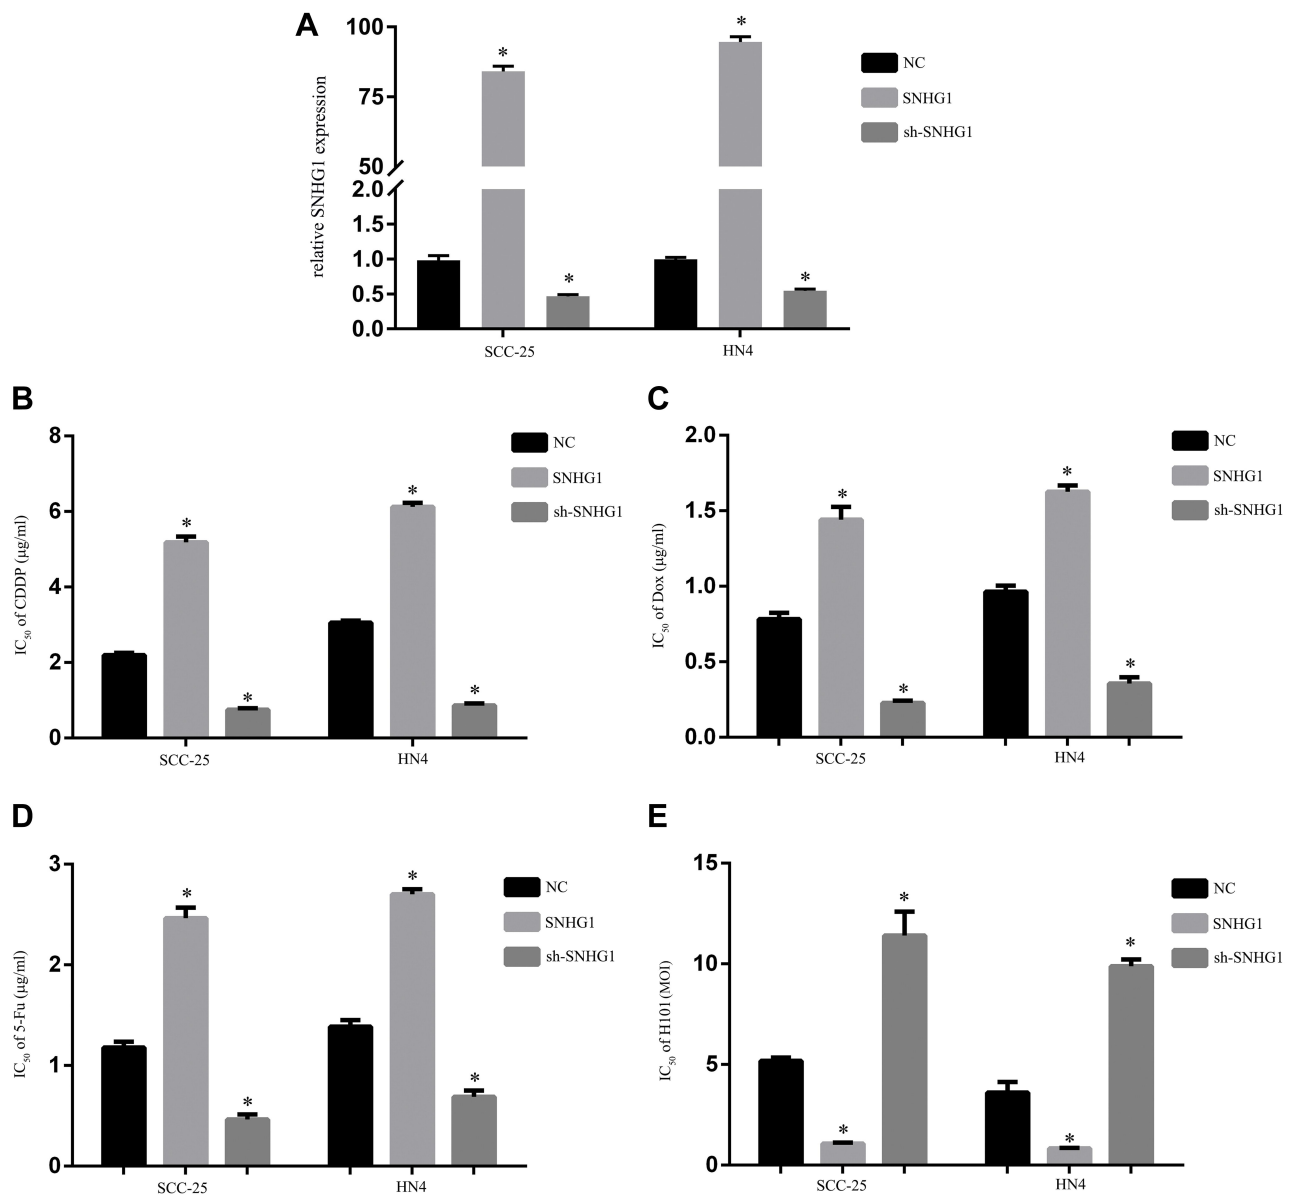 A
relative SNHG1 expression
100
75
50
2.0
1.5
1.0
0.5
0.0
*
*
*
*
SCC-25
HN4
NC
SNHG1
sh-SNHG1
B
IC50 of CDDP (μg/ml)
8
6
4
2
0
*
*
*
*
SCC-25
HN4
NC
SNHG1
sh-SNHG1
C
IC50 of Dox (μg/ml)
2.0
1.5
1.0
0.5
0.0
*
*
*
*
SCC-25
HN4
NC
SNHG1
sh-SNHG1
D
IC50 of 5-Fu (μg/ml)
3
2
1
0
*
*
*
*
SCC-25
HN4
NC
SNHG1
sh-SNHG1
E
IC50 of H101 (MOI)
15
10
5
0
*
*
*
*
SCC-25
HN4
NC
SNHG1
sh-SNHG1